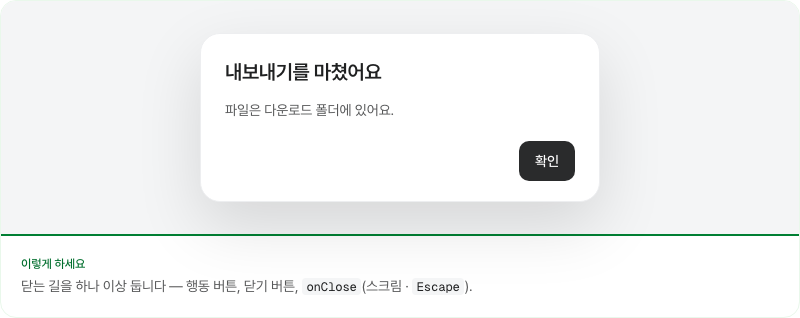 내보내기를 마쳤어요
파일은 다운로드 폴더에 있어요.
확인
이렇게 하세요
닫는 길을 하나 이상 둡니다 — 행동 버튼, 닫기 버튼, onClose (스크림 · Escape ).